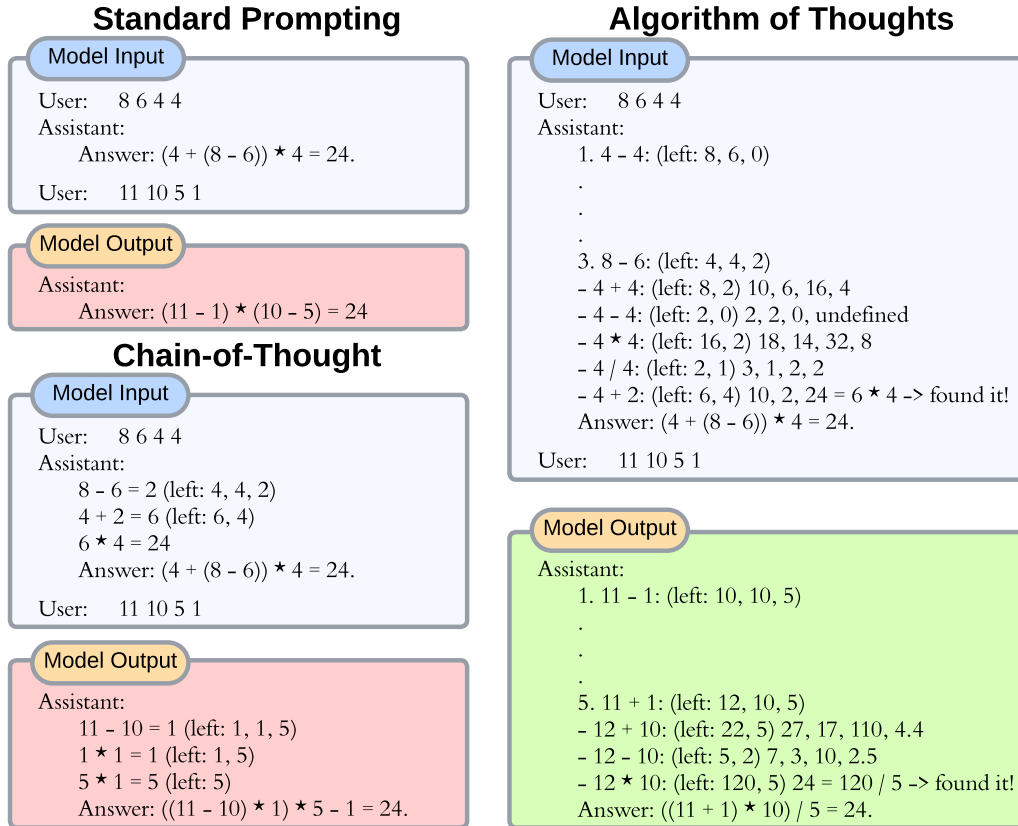 Standard Prompting
Model Input
User: 8 6 4 4
Assistant:
Answer: (4 + (8 – 6)) ★ 4 = 24.
User: 11 10 5 1
Model Output
Assistant:
Answer: (11 – 1) ★ (10 – 5) = 24
Chain-of-Thought
Model Input
User: 8 6 4 4
Assistant:
8 – 6 = 2 (left: 4, 4, 2)
4 + 2 = 6 (left: 6, 4)
6 ★ 4 = 24
Answer: (4 + (8 – 6)) ★ 4 = 24.
User: 11 10 5 1
Model Output
Assistant:
11 – 10 = 1 (left: 1, 1, 5)
1 ★ 1 = 1 (left: 1, 5)
5 ★ 1 = 5 (left: 5)
Answer: ((11 – 10) ★ 1) ★ 5 – 1 = 24.
Algorithm of Thoughts
Model Input
User: 8 6 4 4
Assistant:
1. 4 – 4: (left: 8, 6, 0)
.
.
.
3. 8 – 6: (left: 4, 4, 2)
– 4 + 4: (left: 8, 2) 10, 6, 16, 4
– 4 – 4: (left: 2, 0) 2, 2, 0, undefined
– 4 ★ 4: (left: 16, 2) 18, 14, 32, 8
– 4 / 4: (left: 2, 1) 3, 1, 2, 2
– 4 + 2: (left: 6, 4) 10, 2, 24 = 6 ★ 4 -> found it!
Answer: (4 + (8 – 6)) ★ 4 = 24.
User: 11 10 5 1
Model Output
Assistant:
1. 11 – 1: (left: 10, 10, 5)
.
.
.
5. 11 + 1: (left: 12, 10, 5)
– 12 + 10: (left: 22, 5) 27, 17, 110, 4.4
– 12 – 10: (left: 5, 2) 7, 3, 10, 2.5
– 12 ★ 10: (left: 120, 5) 24 = 120 / 5 -> found it!
Answer: ((11 + 1) ★ 10) / 5 = 24.